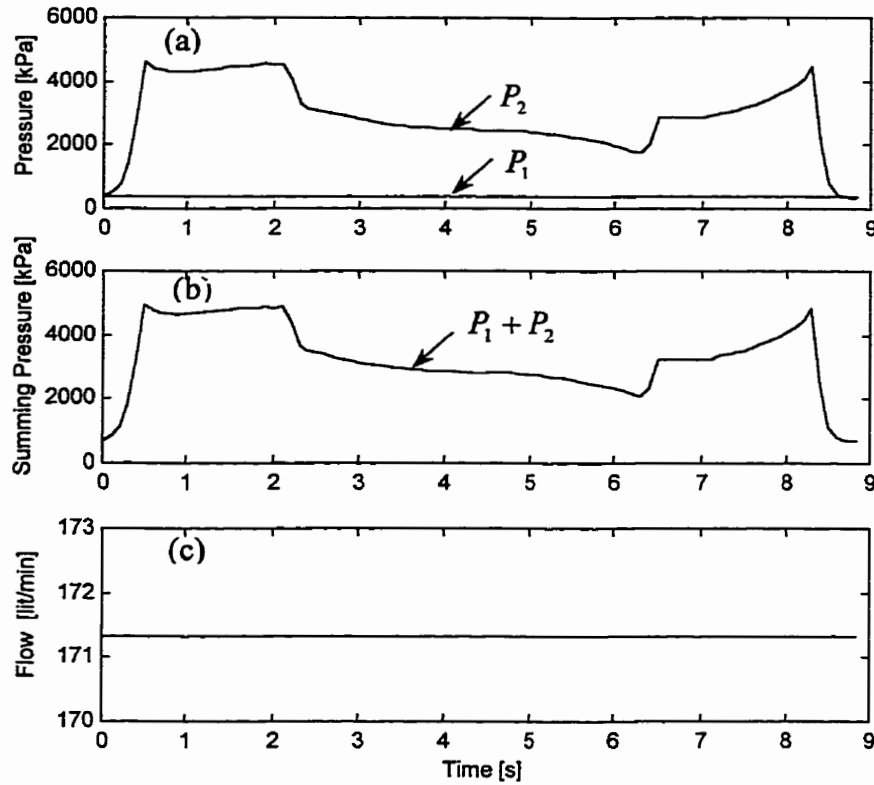 (a)
Pressure [kPa]
6000
4000
2000
0
P₂
P₁
0 1 2 3 4 5 6 7 8 9
(b)
Summing Pressure [kPa]
6000
4000
2000
0
P₁ + P₂
0 1 2 3 4 5 6 7 8 9
(c)
Flow [lit/min]
173
172
171
170
0 1 2 3 4 5 6 7 8 9
Time [s]